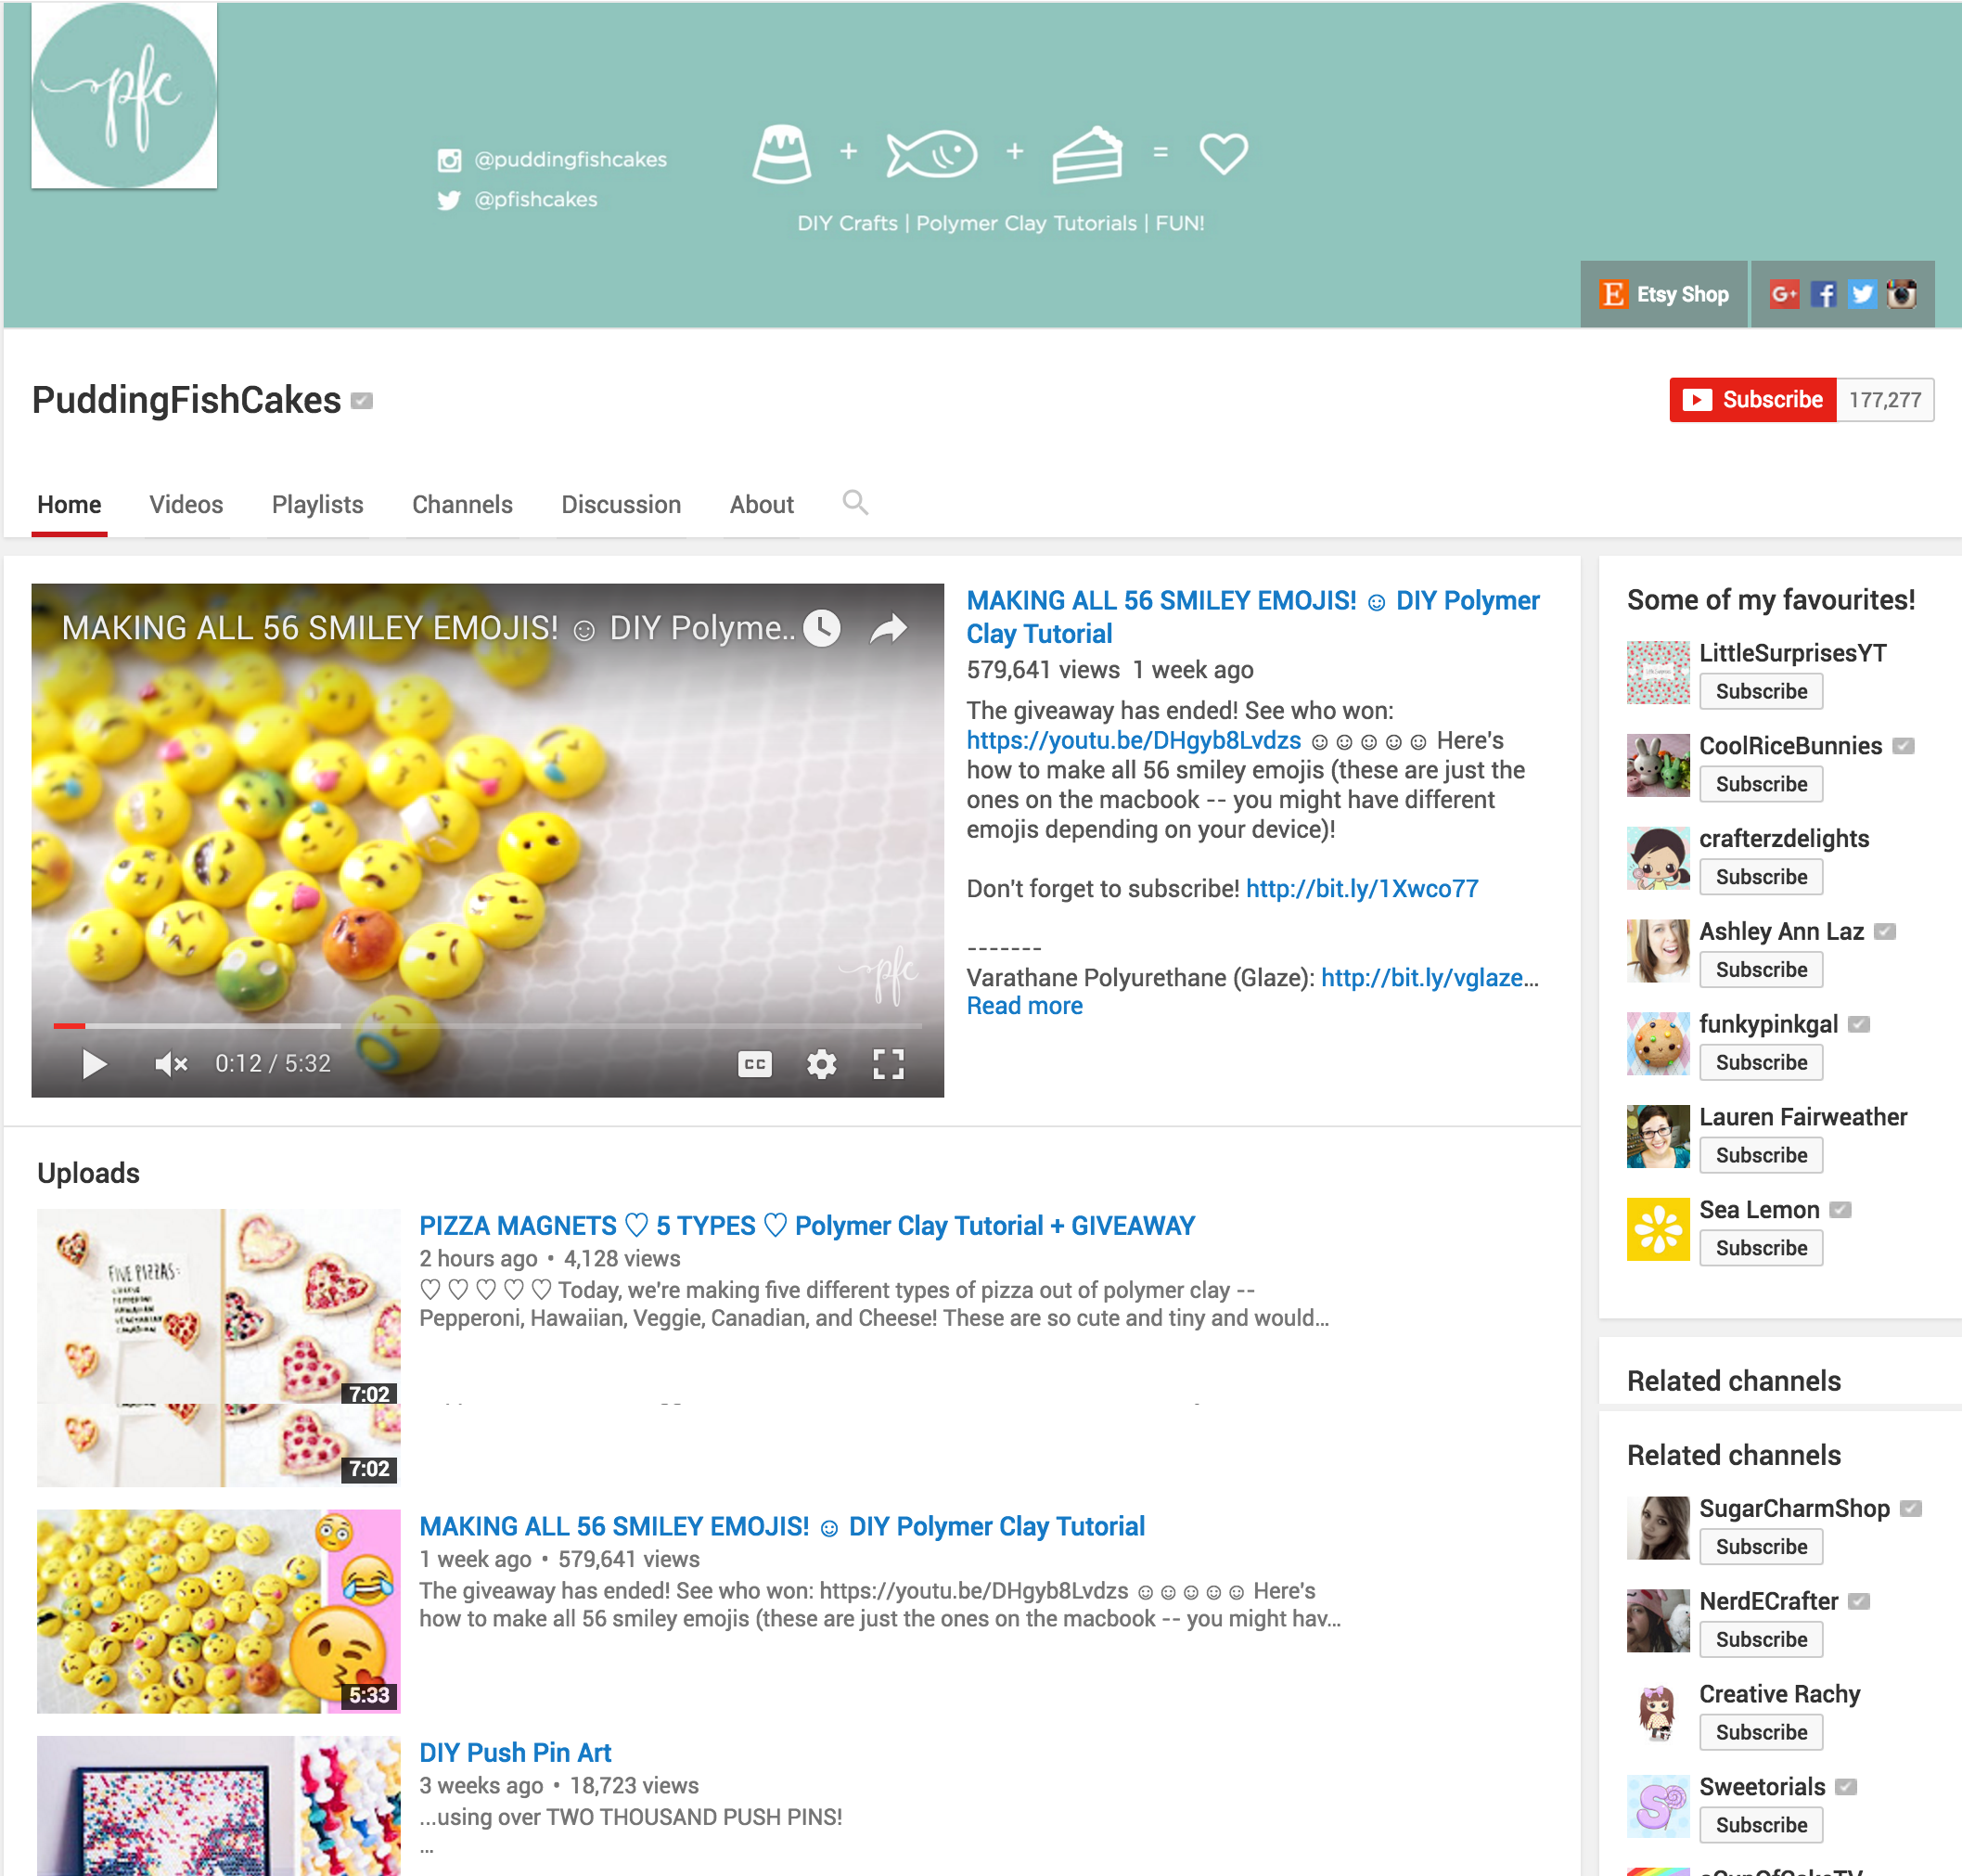 pfc
@puddingfishcakes
@pfishcakes
+ + =
DIY Crafts | Polymer Clay Tutorials | FUN!
Etsy Shop
PuddingFishCakes
Subscribe 177,277
Home Videos Playlists Channels Discussion About
MAKING ALL 56 SMILEY EMOJIS! ☺ DIY Polyme..
pfc
0:12 / 5:32
CC
MAKING ALL 56 SMILEY EMOJIS! ☺ DIY Polymer
Clay Tutorial
579,641 views 1 week ago
The giveaway has ended! See who won:
https://youtu.be/DHgyb8Lvdzs ☺☺☺☺☺ Here's
how to make all 56 smiley emojis (these are just the
ones on the macbook -- you might have different
emojis depending on your device)!
Don't forget to subscribe! http://bit.ly/1Xwco77
-------
Varathane Polyurethane (Glaze): http://bit.ly/vglaze...
Read more
Uploads
FIVE PIZZAS:
CHEESE
PEPPERONI
HAWAIIAN
VEGETARIAN
CANADIAN
7:02
7:02
PIZZA MAGNETS ♡ 5 TYPES ♡ Polymer Clay Tutorial + GIVEAWAY
2 hours ago • 4,128 views
♡ ♡ ♡ ♡ ♡ Today, we're making five different types of pizza out of polymer clay --
Pepperoni, Hawaiian, Veggie, Canadian, and Cheese! These are so cute and tiny and would...
5:33
MAKING ALL 56 SMILEY EMOJIS! ☺ DIY Polymer Clay Tutorial
1 week ago • 579,641 views
The giveaway has ended! See who won: https://youtu.be/DHgyb8Lvdzs ☺☺☺☺☺ Here's
how to make all 56 smiley emojis (these are just the ones on the macbook -- you might hav...
DIY Push Pin Art
3 weeks ago • 18,723 views
...using over TWO THOUSAND PUSH PINS!
...
Some of my favourites!
LittleSurprisesYT
Subscribe
CoolRiceBunnies
Subscribe
crafterzdelights
Subscribe
Ashley Ann Laz
Subscribe
funkypinkgal
Subscribe
Lauren Fairweather
Subscribe
Sea Lemon
Subscribe
Related channels
Related channels
SugarCharmShop
Subscribe
NerdECrafter
Subscribe
Creative Rachy
Subscribe
Sweetorials
Subscribe